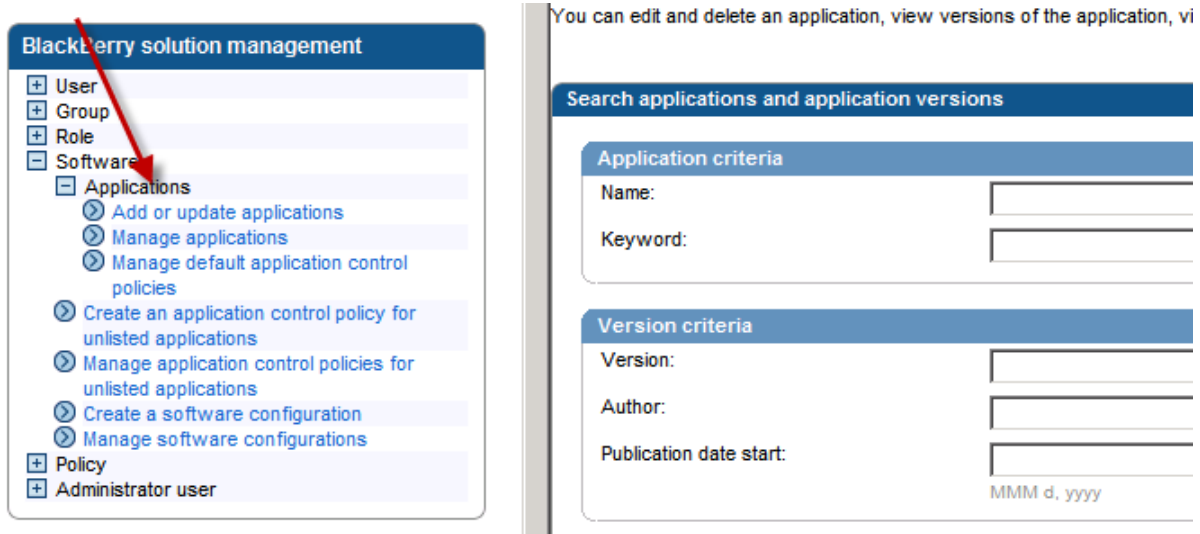 BlackBerry solution management
User
Group
Role
Software
Applications
Add or update applications
Manage applications
Manage default application control
policies
Create an application control policy for
unlisted applications
Manage application control policies for
unlisted applications
Create a software configuration
Manage software configurations
Policy
Administrator user
You can edit and delete an application, view versions of the application,
Search applications and application versions
Application criteria
Name:
Keyword:
Version criteria
Version:
Author:
Publication date start:
MMM d, yyyy